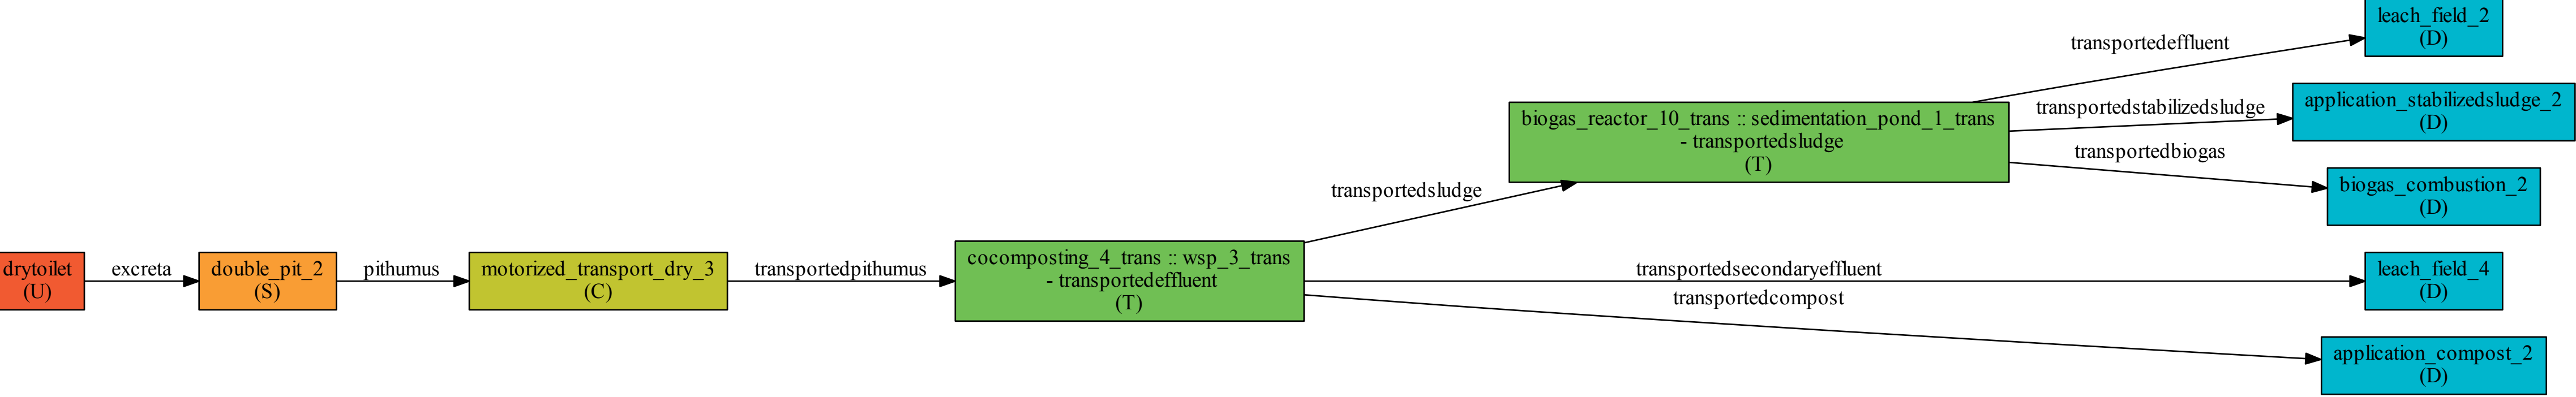 drytoilet
(U)
excreta
double_pit_2
(S)
pithumus
motorized_transport_dry_3
(C)
transportedpithumus
cocomposting_4_trans :: wsp_3_trans
- transportedeffluent
(T)
transportedsludge
biogas_reactor_10_trans :: sedimentation_pond_1_trans
- transportedsludge
(T)
transportedeffluent
leach_field_2
(D)
transportedstabilizedsludge
application_stabilizedsludge_2
(D)
transportedbiogas
biogas_combustion_2
(D)
transportedsecondaryeffluent
leach_field_4
(D)
transportedcompost
application_compost_2
(D)